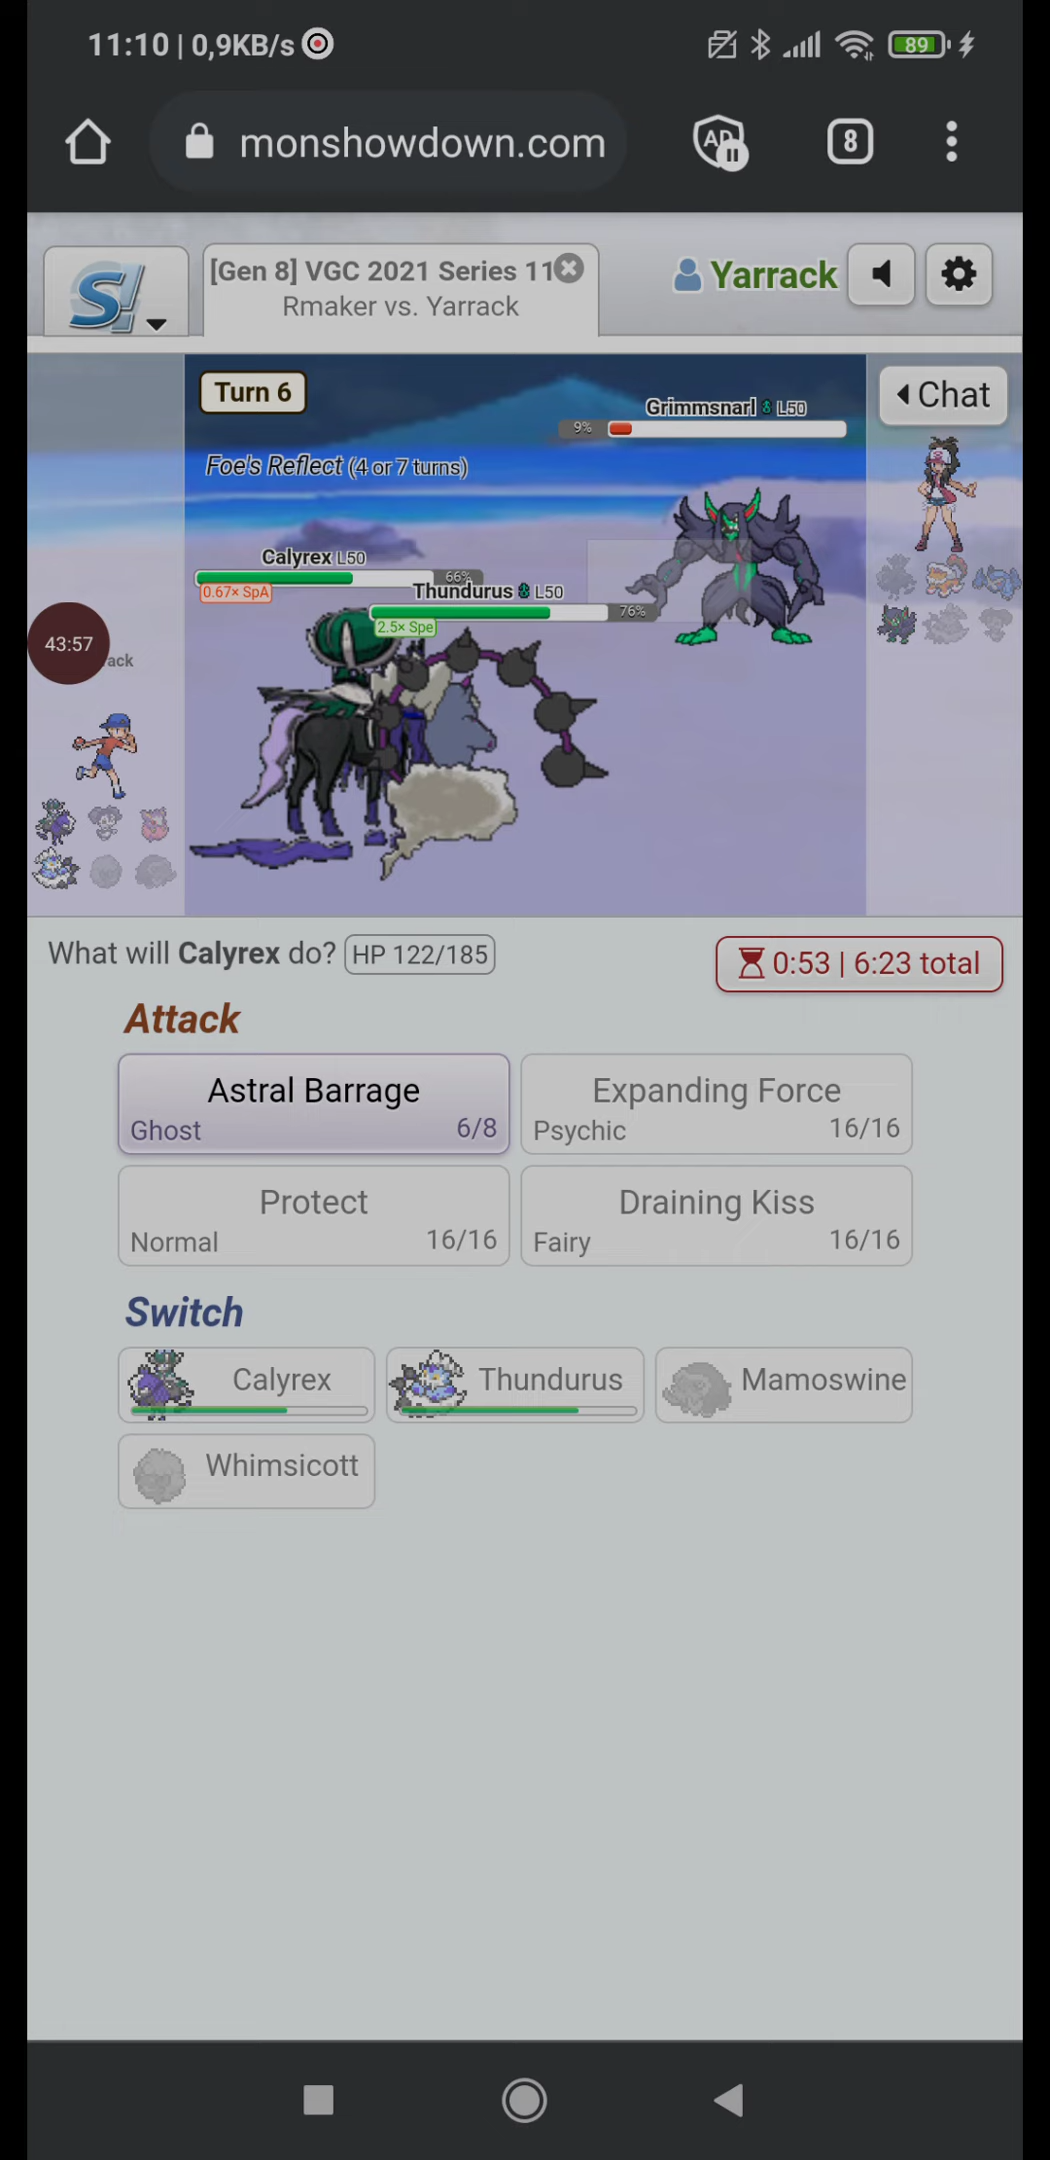 11:10 | 0,9KB/s
89
monshowdown.com
AD
8
S!
[Gen 8] VGC 2021 Series 11
Rmaker vs. Yarrack
Yarrack
Turn 6
Chat
Grimmsnarl L50
9%
Foe's Reflect (4 or 7 turns)
Calyrex L50
66%
0.67× SpA
Thundurus L50
76%
2.5× Spe
43:57
ack
What will Calyrex do? HP 122/185
0:53 | 6:23 total
Attack
Astral Barrage
Ghost 6/8
Expanding Force
Psychic 16/16
Protect
Normal 16/16
Draining Kiss
Fairy 16/16
Switch
Calyrex
Thundurus
Mamoswine
Whimsicott